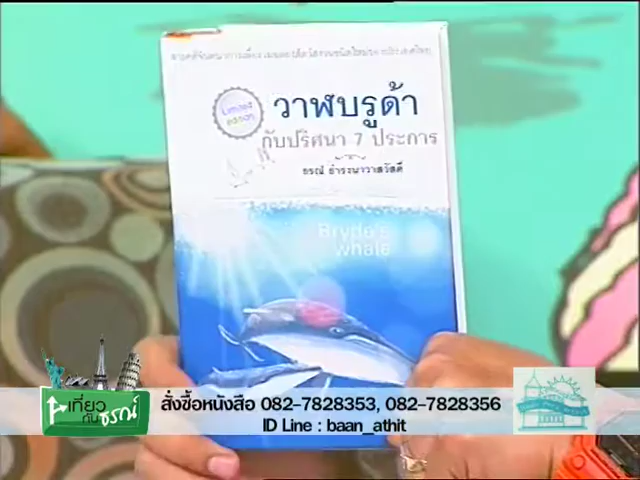 Limited
edition
วาฬบรูด้า
กับปริศนา 7 ประการ
ธรณ์ ธำรงนาวาสวัสดิ์
Bryde's
whale
เที่ยว
กับ
ธรณ์
สั่งซื้อหนังสือ 082-7828353, 082-7828356
ID Line : baan_athit